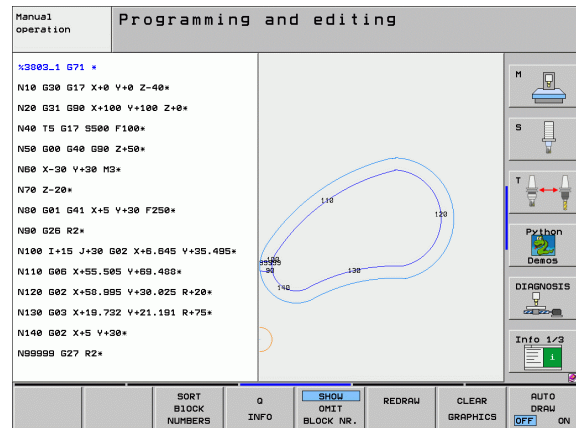 Manual
operation
Programming and editing
%3803_1 G71 *
N10 G30 G17 X+0 Y+0 Z-40*
N20 G31 G90 X+100 Y+100 Z+0*
N40 T5 G17 S500 F100*
N50 G00 G40 G90 Z+50*
N60 X-30 Y+30 M3*
N70 Z-20*
N80 G01 G41 X+5 Y+30 F250*
N90 G26 R2*
N100 I+15 J+30 G02 X+6.645 Y+35.495*
N110 G06 X+55.505 Y+69.488*
N120 G02 X+58.995 Y+30.025 R+20*
N130 G03 X+19.732 Y+21.191 R+75*
N140 G02 X+5 Y+30*
N99999 G27 R2*
110
120
99999
90
130
140
M
S
T
Python
Demos
DIAGNOSIS
Info 1/3
i
SORT
BLOCK
NUMBERS
Q
INFO
SHOW
OMIT
BLOCK NR.
REDRAW
CLEAR
GRAPHICS
AUTO
DRAW
OFF ON